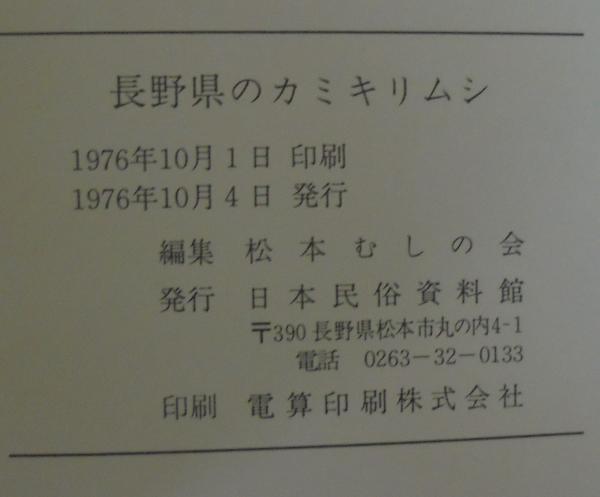 長野県のカミキリムシ
1976年10月1日 印刷
1976年10月4日 発行
編集 松本むしの会
発行 日本民俗資料館
〒390 長野県松本市丸の内4-1
電話 0263-32-0133
印刷 電算印刷株式会社